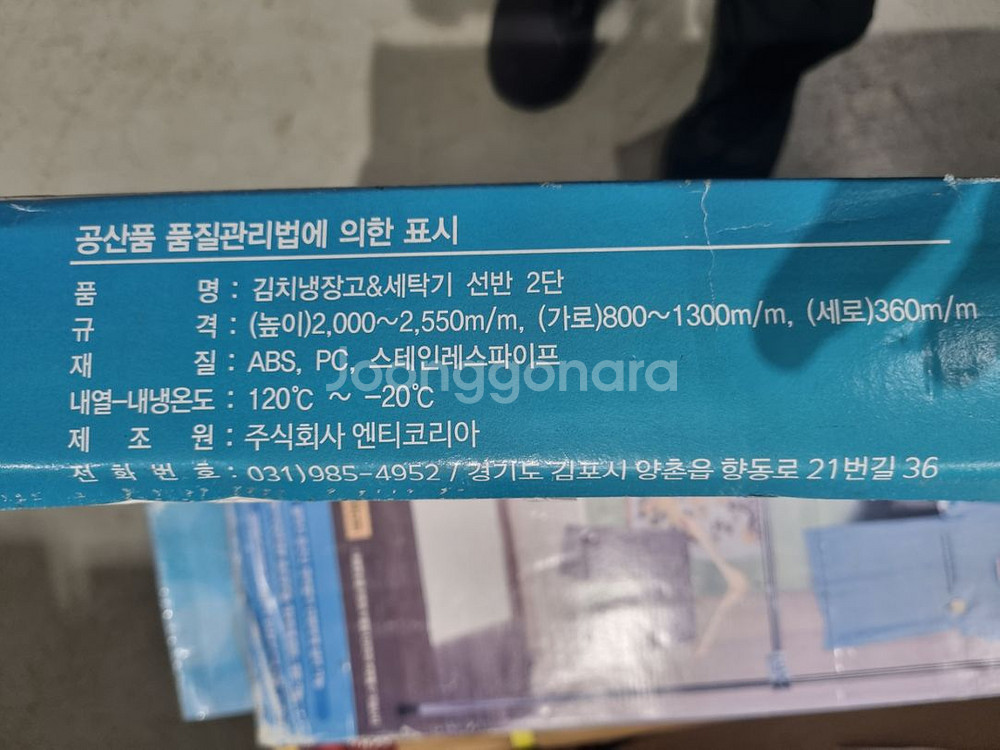 공산품 품질관리법에 의한 표시
품 명 : 김치냉장고&세탁기 선반 2단
규 격 : (높이)2,000~2,550m/m, (가로)800~1300m/m, (세로)360m/m
재 질 : ABS, PC, 스테인레스파이프
Joonggonara
내열-내냉온도 : 120℃ ~ -20℃
제 조 원 : 주식회사 엔티코리아
전 화 번 호 : 031)985-4952 / 경기도 김포시 양촌읍 향동로 21번길 36